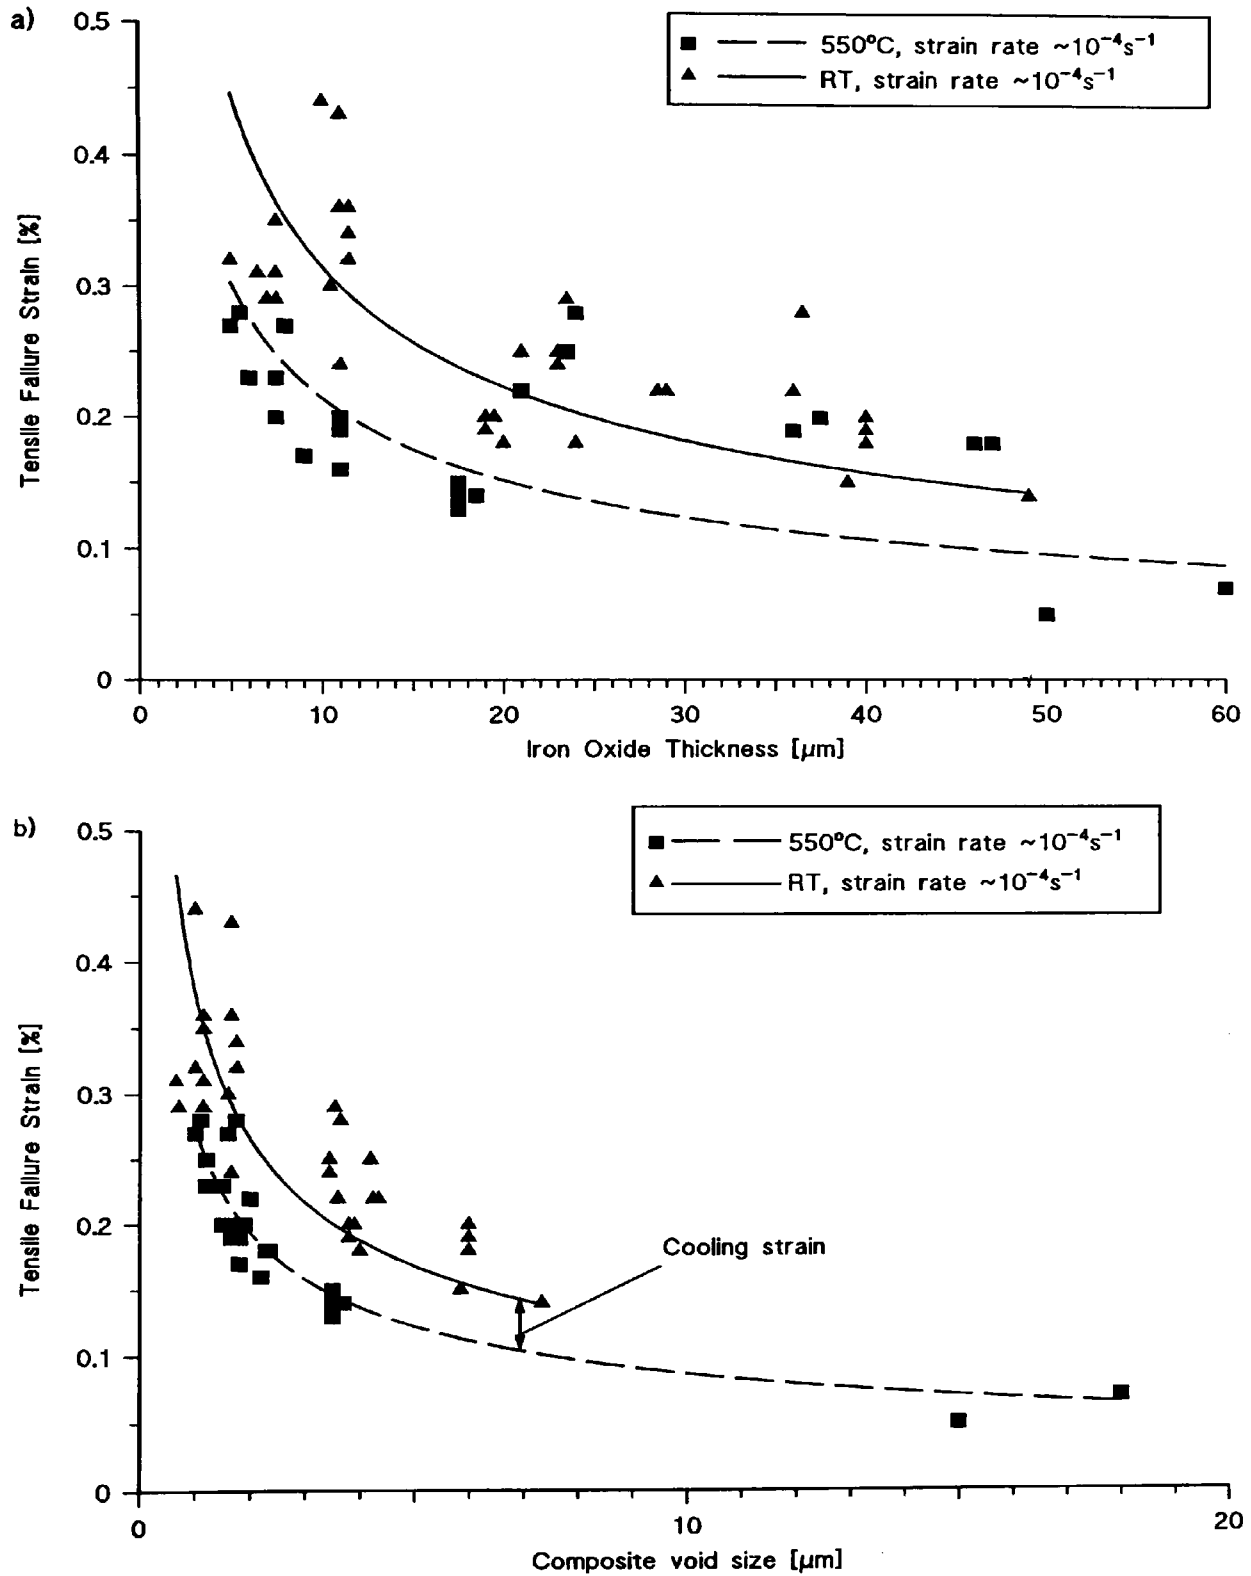 a)
0.5
0.4
0.3
0.2
0.1
0
Tensile Failure Strain [%]
550°C, strain rate ~10⁻⁴s⁻¹
RT, strain rate ~10⁻⁴s⁻¹
0 10 20 30 40 50 60
Iron Oxide Thickness [µm]
b)
0.5
0.4
0.3
0.2
0.1
0
Tensile Failure Strain [%]
550°C, strain rate ~10⁻⁴s⁻¹
RT, strain rate ~10⁻⁴s⁻¹
Cooling strain
0 10 20
Composite void size [µm]